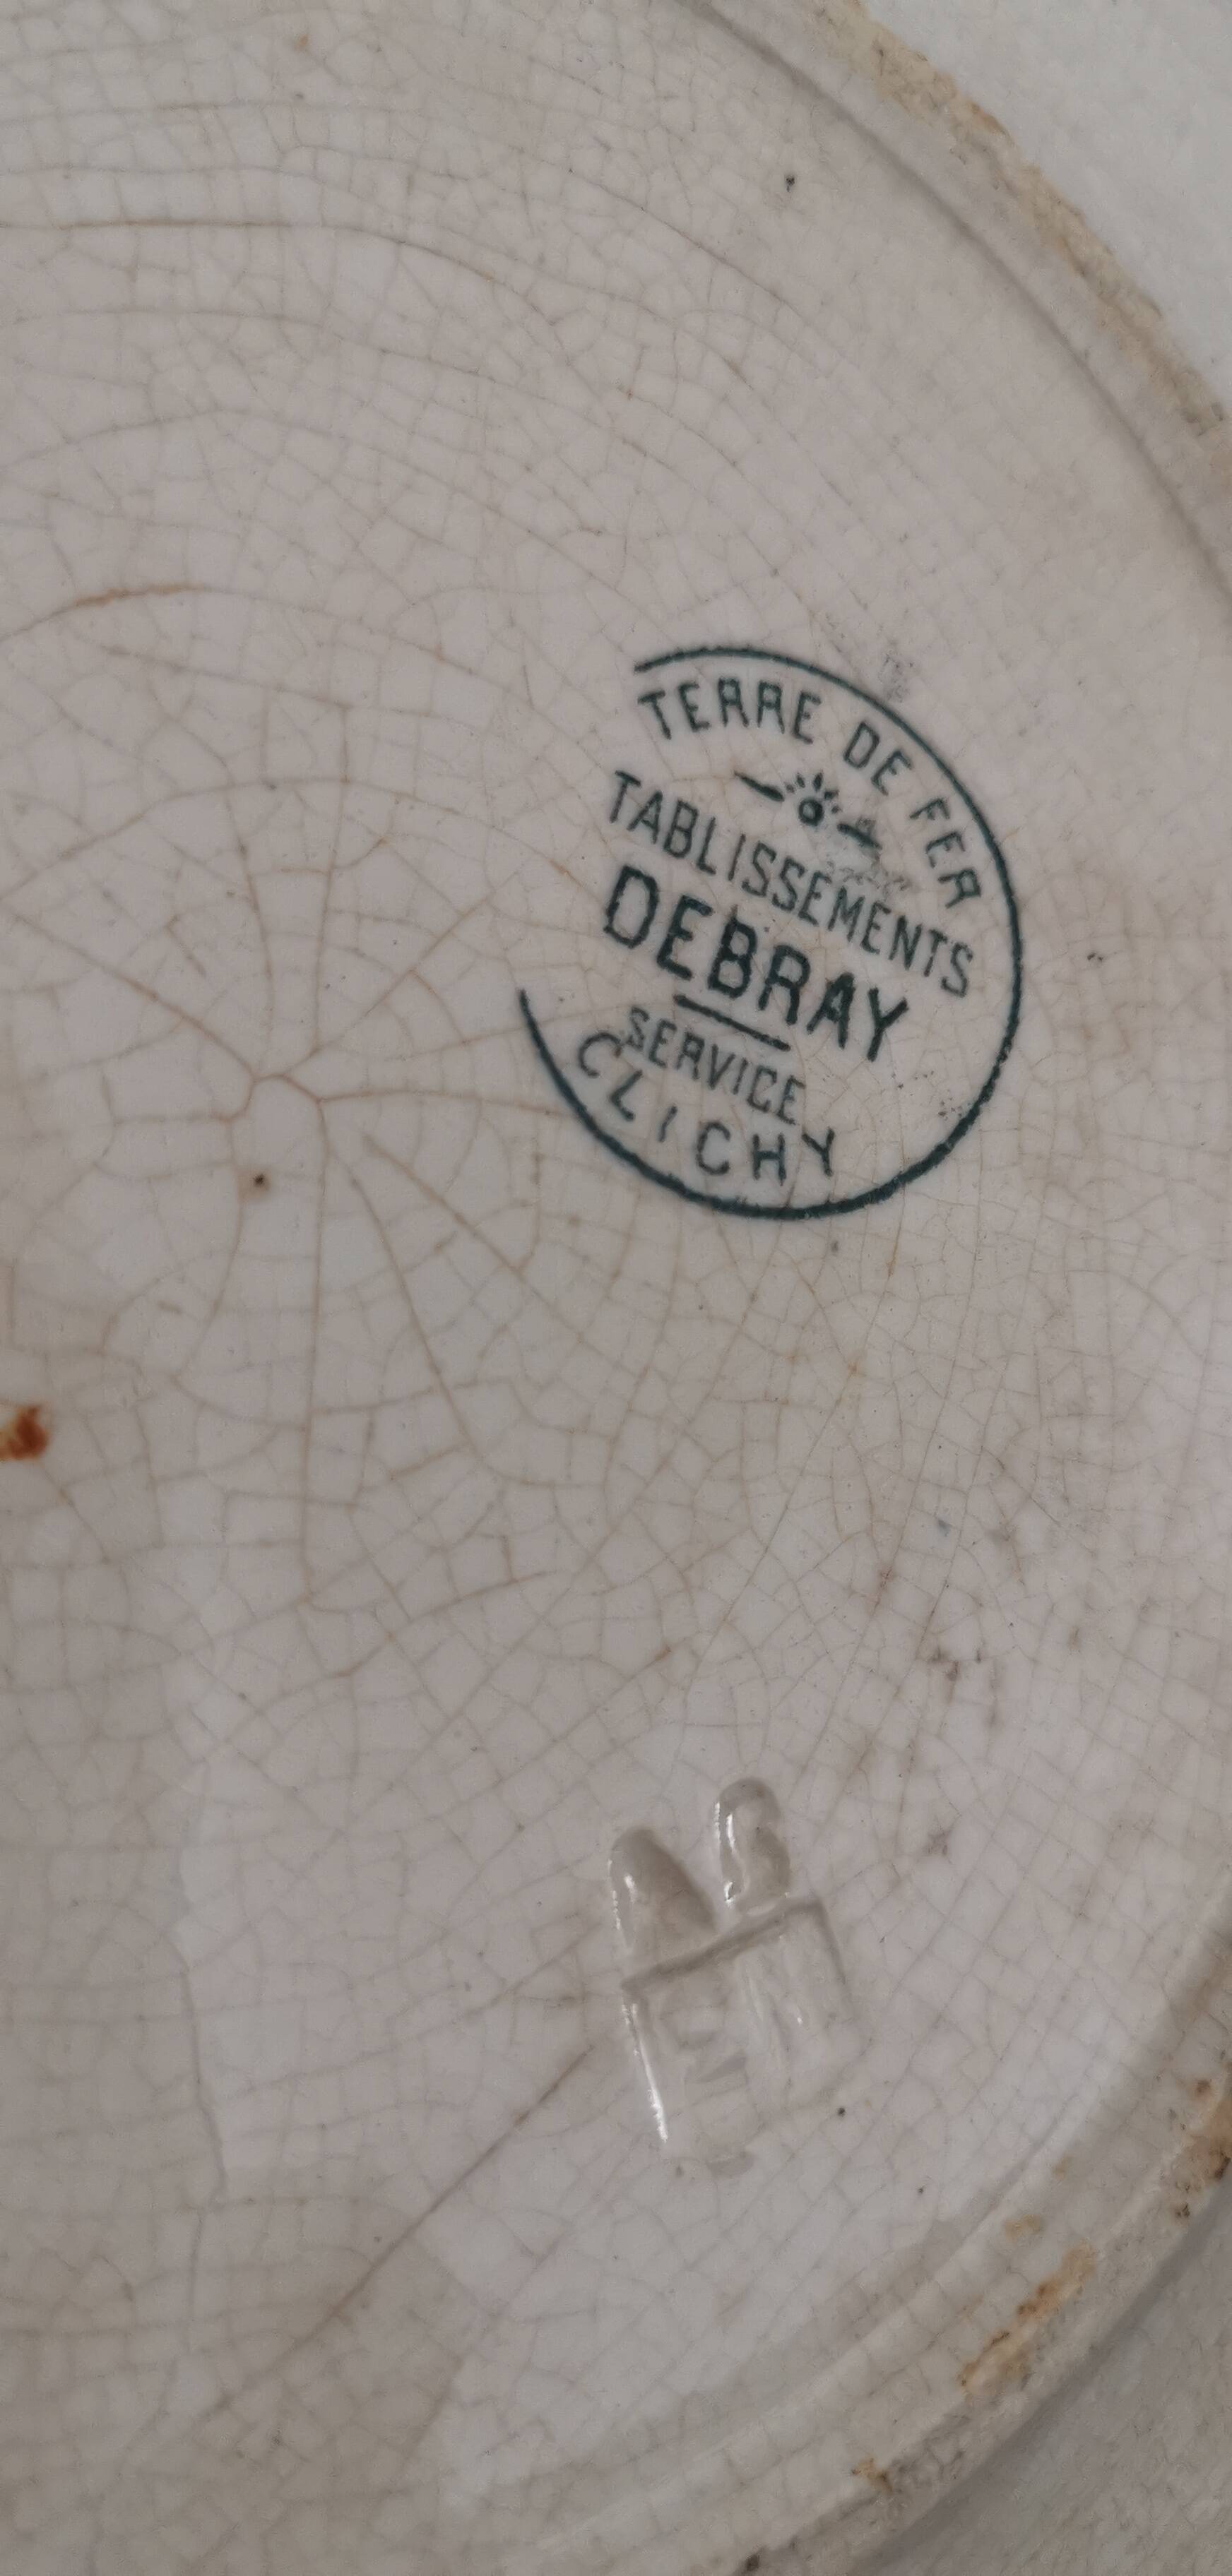 TERRE DE FER
TABLISSEMENTS
DEBRAY
SERVICE
CLICHY